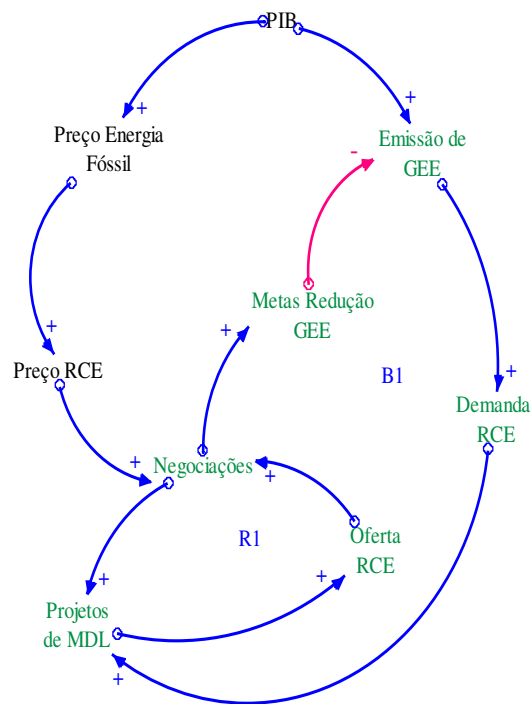 PIB
+
+
Preço Energia
Fóssil
Emissão de
GEE
-
Metas Redução
GEE
+
+
Preço RCE
B1
+
Demanda
RCE
+
Negociações
+
R1
Oferta
RCE
+
+
Projetos
de MDL
+